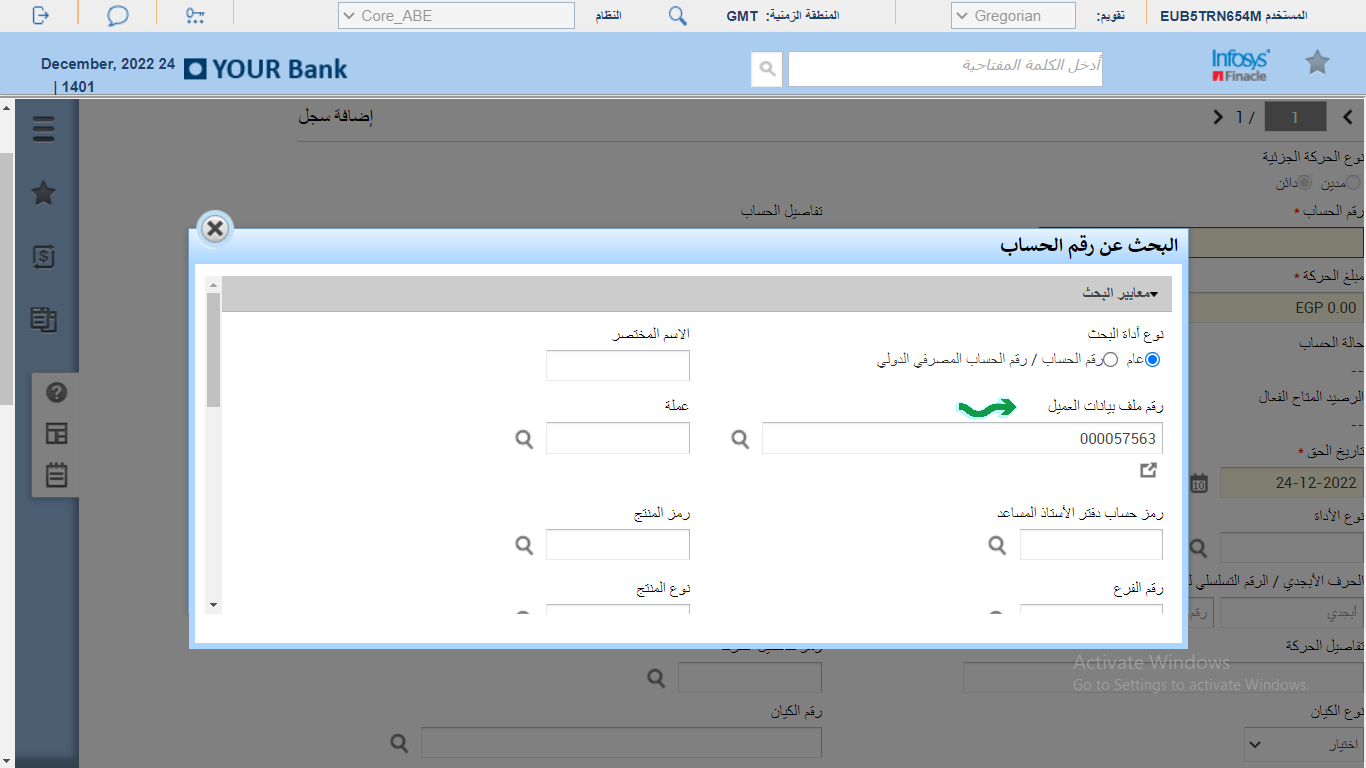 المستخدم EUB5TRN654M
تقويم: Gregorian
المنطقة الزمنية: GMT
النظام Core_ABE
Infosys Finacle
أدخل الكلمة المفتاحية
YOUR Bank
December, 2022 24
| 1401
1 / 1
إضافة سجل
نوع الحركة الجزئية
مدين دائن
رقم الحساب *
تفاصيل الحساب
البحث عن رقم الحساب
معايير البحث
نوع أداة البحث
الاسم المختصر
عام رقم الحساب / رقم الحساب المصرفي الدولي
رقم ملف بيانات العميل
عملة
000057563
رمز حساب دفتر الأستاذ المساعد
رمز المنتج
رقم الفرع
نوع المنتج
مبلغ الحركة *
EGP 0.00
حالة الحساب
--
الرصيد المتاح الفعال
--
تاريخ الحق *
24-12-2022
10
نوع الأداة
الحرف الأبجدي / الرقم التسلسلي
أبجدي
رقم
تفاصيل الحركة
نوع الكيان
رقم الكيان
اختيار
Activate Windows
Go to Settings to activate Windows.